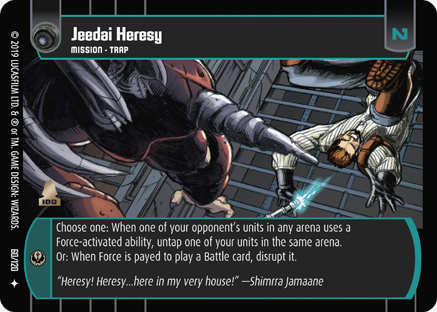 Jeedai Heresy
MISSION - TRAP
N
© 2019 LUCASFILM LTD. & ® OR TM. GAME DESIGN: WIZARDS.
100
Choose one: When one of your opponent's units in any arena uses a
Force-activated ability, untap one of your units in the same arena.
Or: When Force is payed to play a Battle card, disrupt it.
"Heresy! Heresy...here in my very house!" —Shimrra Jamaane